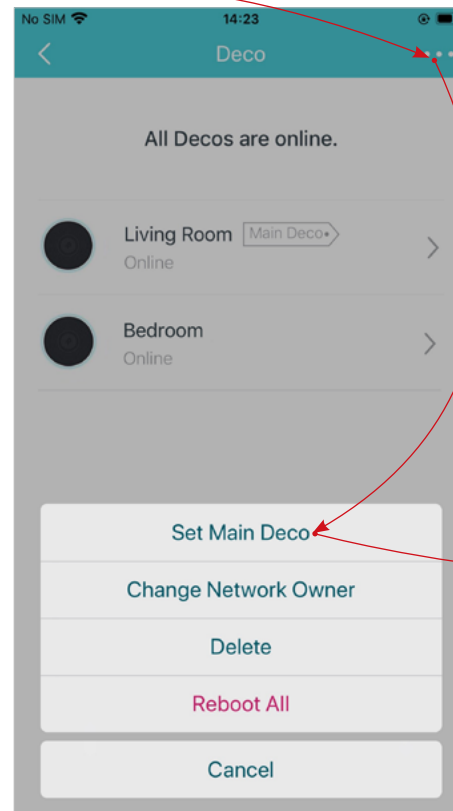 No SIM 14:23
Deco
All Decos are online.
Living Room Main Deco
Online
Bedroom
Online
Set Main Deco
Change Network Owner
Delete
Reboot All
Cancel